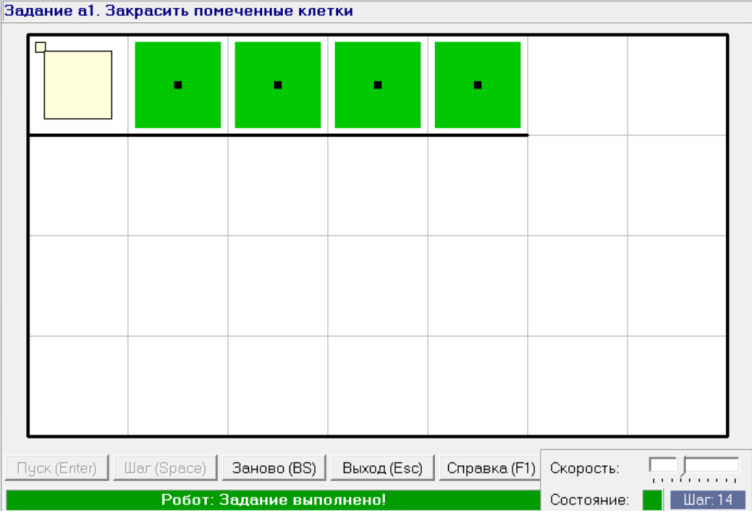 Задание a1. Закрасить помеченные клетки
Пуск (Enter) Шаг (Space) Заново (BS) Выход (Esc) Справка (F1) Скорость:
Робот: Задание выполнено! Состояние: Шаг: 14